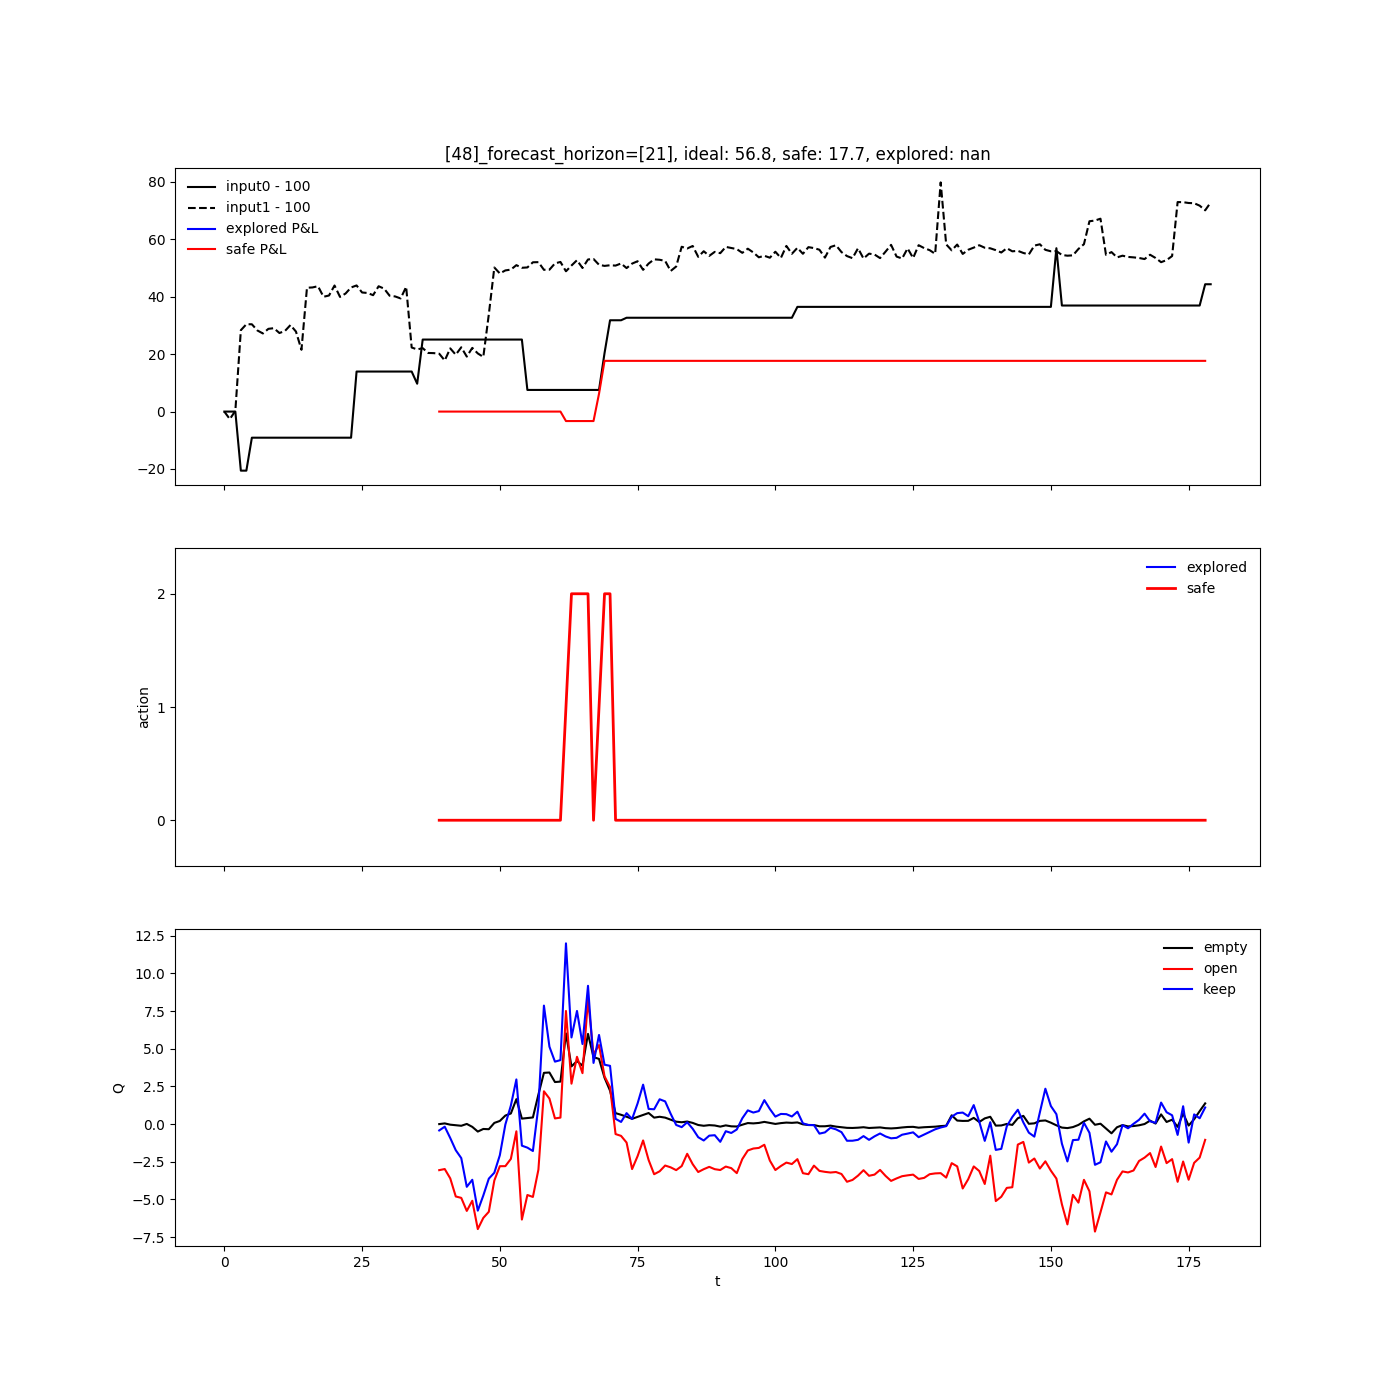 [48]_forecast_horizon=[21], ideal: 56.8, safe: 17.7, explored: nan
80
60
40
20
0
−20
input0 - 100
input1 - 100
explored P&L
safe P&L
2
1
0
action
explored
safe
12.5
10.0
7.5
5.0
2.5
0.0
−2.5
−5.0
−7.5
Q
empty
open
keep
0 25 50 75 100 125 150 175
t